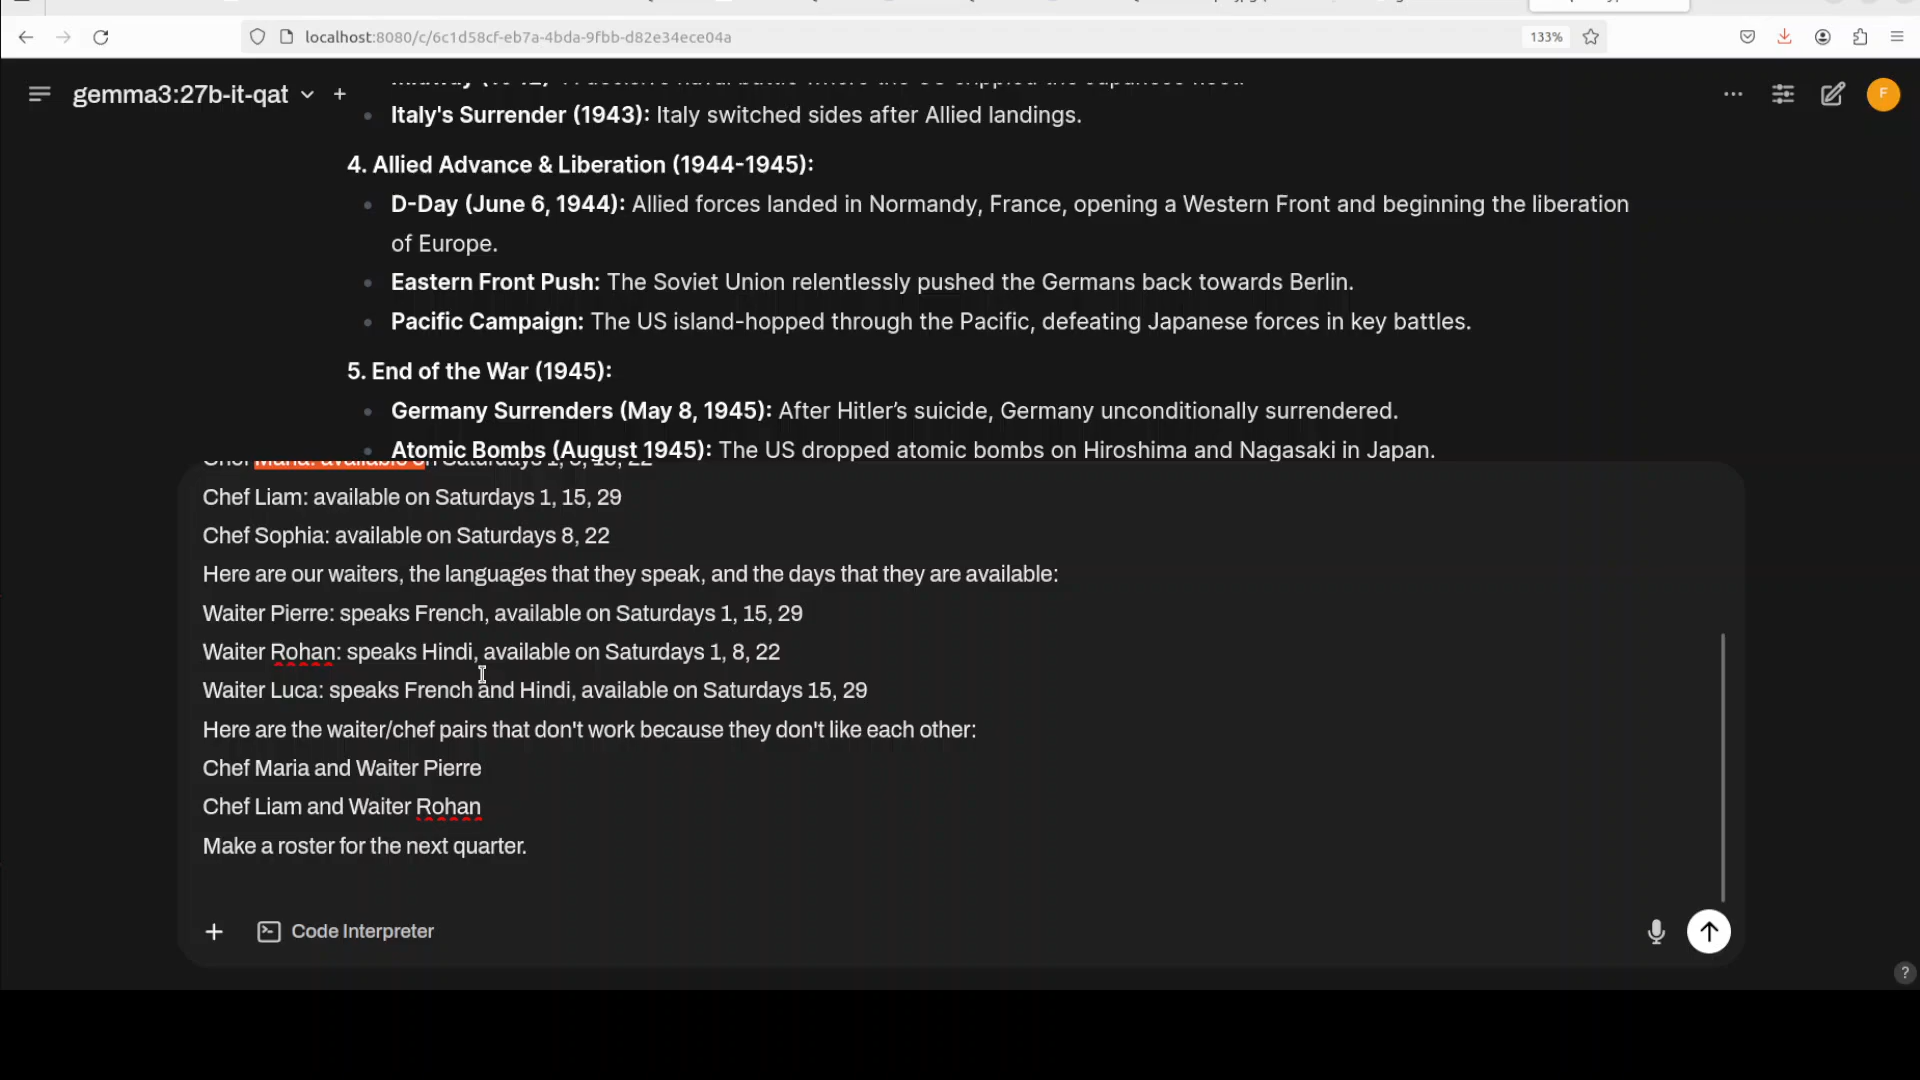 localhost:8080/c/6c1d58cf-eb7a-4bda-9fbb-d82e34ece04a
133%
gemma3:27b-it-qat
F
Italy's Surrender (1943): Italy switched sides after Allied landings.
4. Allied Advance & Liberation (1944-1945):
D-Day (June 6, 1944): Allied forces landed in Normandy, France, opening a Western Front and beginning the liberation
of Europe.
Eastern Front Push: The Soviet Union relentlessly pushed the Germans back towards Berlin.
Pacific Campaign: The US island-hopped through the Pacific, defeating Japanese forces in key battles.
5. End of the War (1945):
Germany Surrenders (May 8, 1945): After Hitler’s suicide, Germany unconditionally surrendered.
Atomic Bombs (August 1945): The US dropped atomic bombs on Hiroshima and Nagasaki in Japan.
Chef Liam: available on Saturdays 1, 15, 29
Chef Sophia: available on Saturdays 8, 22
Here are our waiters, the languages that they speak, and the days that they are available:
Waiter Pierre: speaks French, available on Saturdays 1, 15, 29
Waiter Rohan: speaks Hindi, available on Saturdays 1, 8, 22
Waiter Luca: speaks French and Hindi, available on Saturdays 15, 29
Here are the waiter/chef pairs that don't work because they don't like each other:
Chef Maria and Waiter Pierre
Chef Liam and Waiter Rohan
Make a roster for the next quarter.
Code Interpreter
?